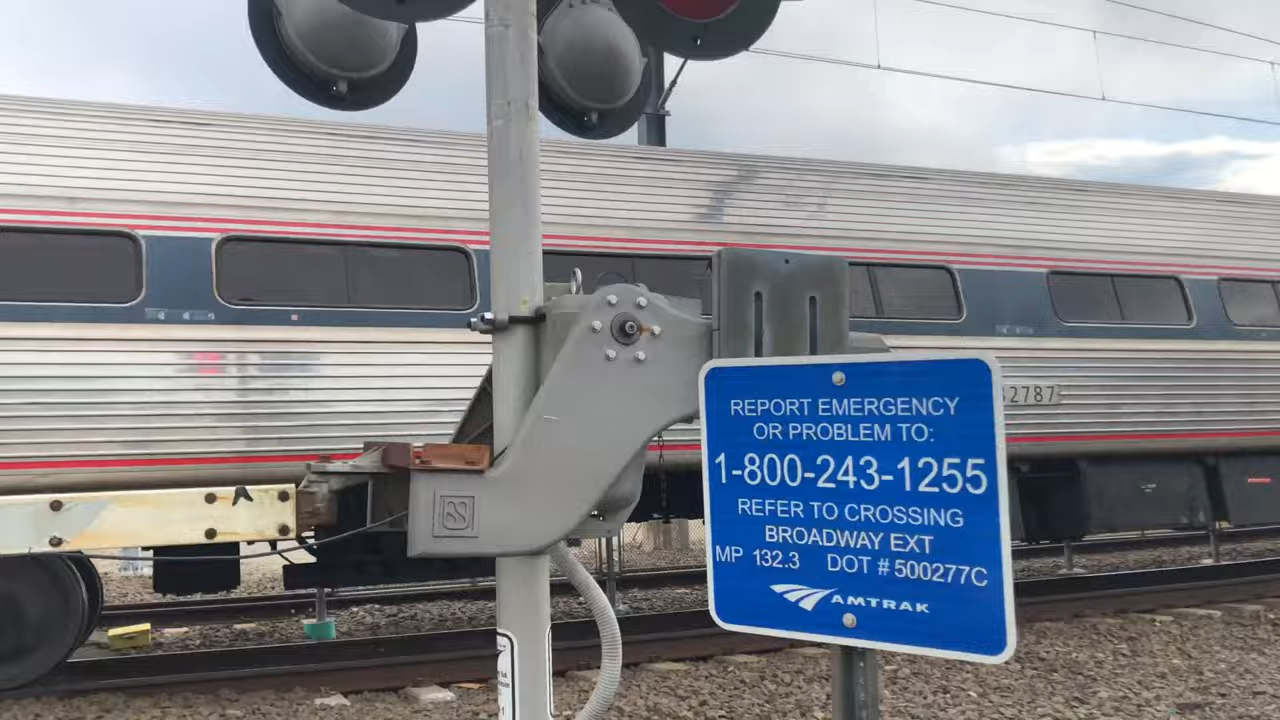 REPORT EMERGENCY
OR PROBLEM TO:
1-800-243-1255
REFER TO CROSSING
BROADWAY EXT
MP 132.3 DOT # 500277C
AMTRAK